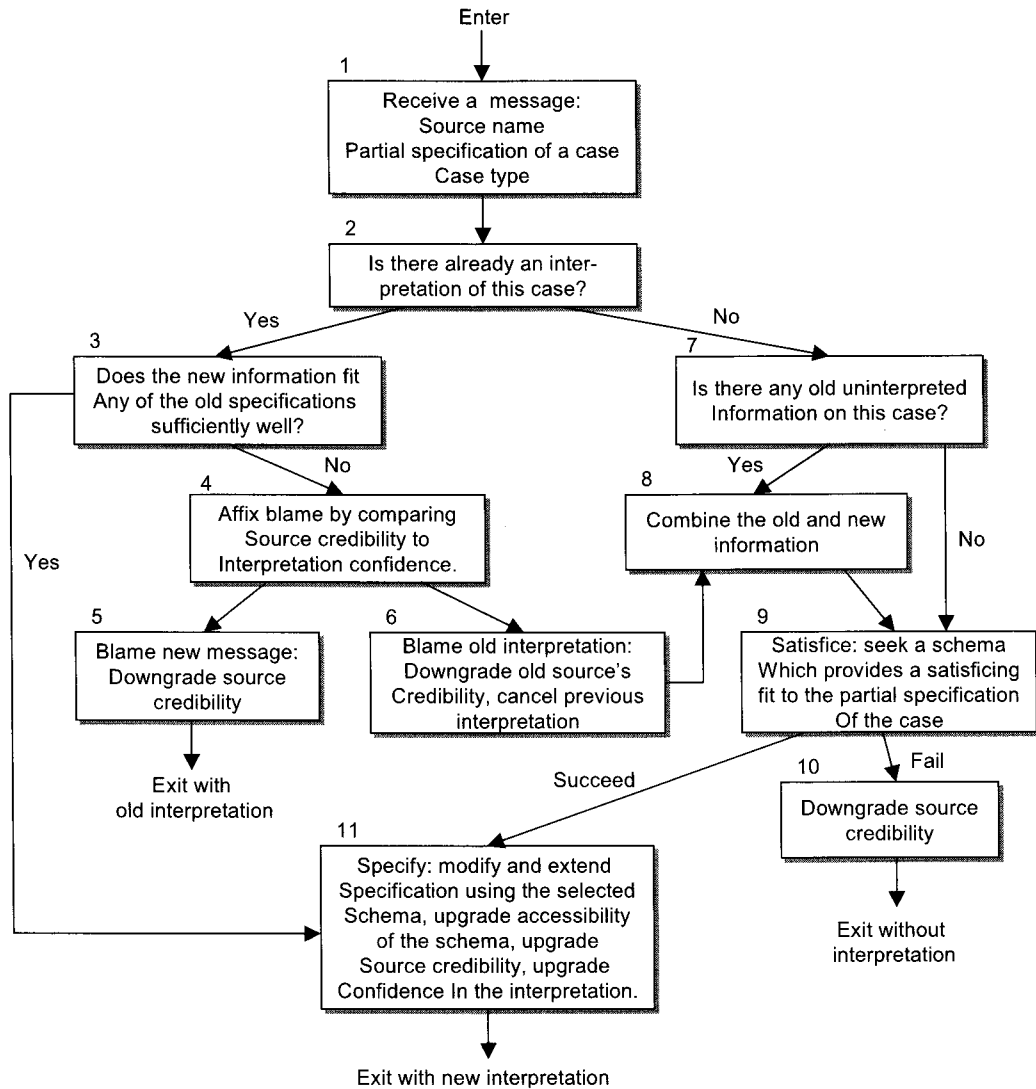 Enter
1
Receive a message:
Source name
Partial specification of a case
Case type
2
Is there already an inter-
pretation of this case?
Yes
No
3
Does the new information fit
Any of the old specifications
sufficiently well?
7
Is there any old uninterpreted
Information on this case?
No
Yes
4
Affix blame by comparing
Source credibility to
Interpretation confidence.
8
Combine the old and new
information
Yes
No
5
Blame new message:
Downgrade source
credibility
6
Blame old interpretation:
Downgrade old source's
Credibility, cancel previous
interpretation
9
Satisfice: seek a schema
Which provides a satisficing
fit to the partial specification
Of the case
Exit with
old interpretation
Succeed
Fail
10
Downgrade source
credibility
11
Specify: modify and extend
Specification using the selected
Schema, upgrade accessibility
of the schema, upgrade
Source credibility, upgrade
Confidence In the interpretation.
Exit without
interpretation
Exit with new interpretation